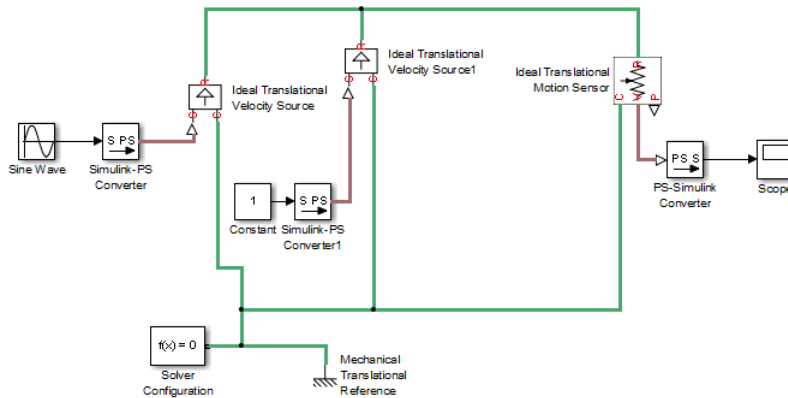 R
R
Ideal Translational
Velocity Source1
Ideal Translational
Motion Sensor
R
C
V
P
Ideal Translational
Velocity Source
S
C
S
C
Sine Wave
S PS
Simulink-PS
Converter
1
Constant
S PS
Simulink-PS
Converter1
PS S
PS-Simulink
Converter
Scope
f(x) = 0
Solver
Configuration
Mechanical
Translational
Reference